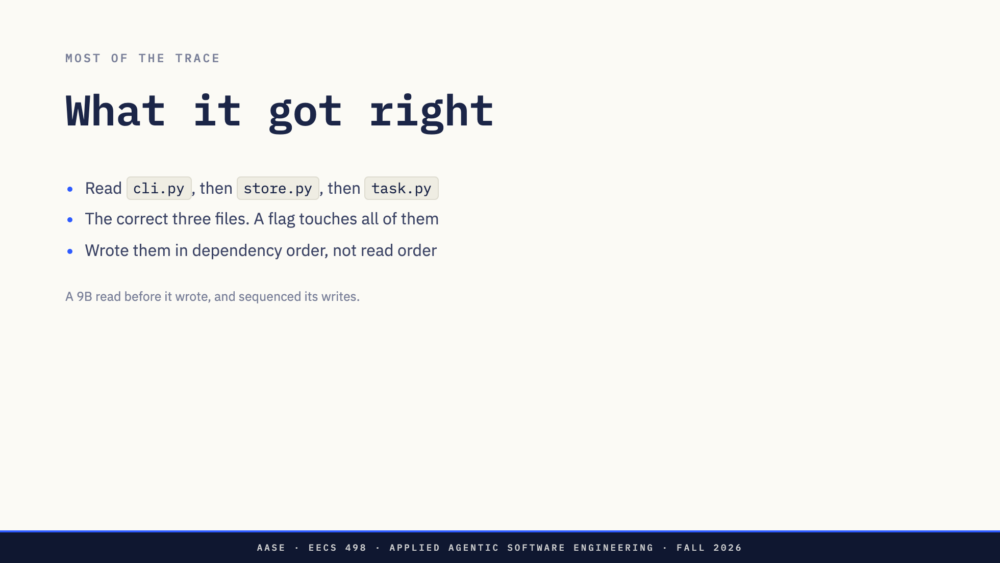 MOST OF THE TRACE
What it got right
• Read cli.py, then store.py, then task.py
• The correct three files. A flag touches all of them
• Wrote them in dependency order, not read order
A 9B read before it wrote, and sequenced its writes.
AASE · EECS 498 · APPLIED AGENTIC SOFTWARE ENGINEERING · FALL 2026